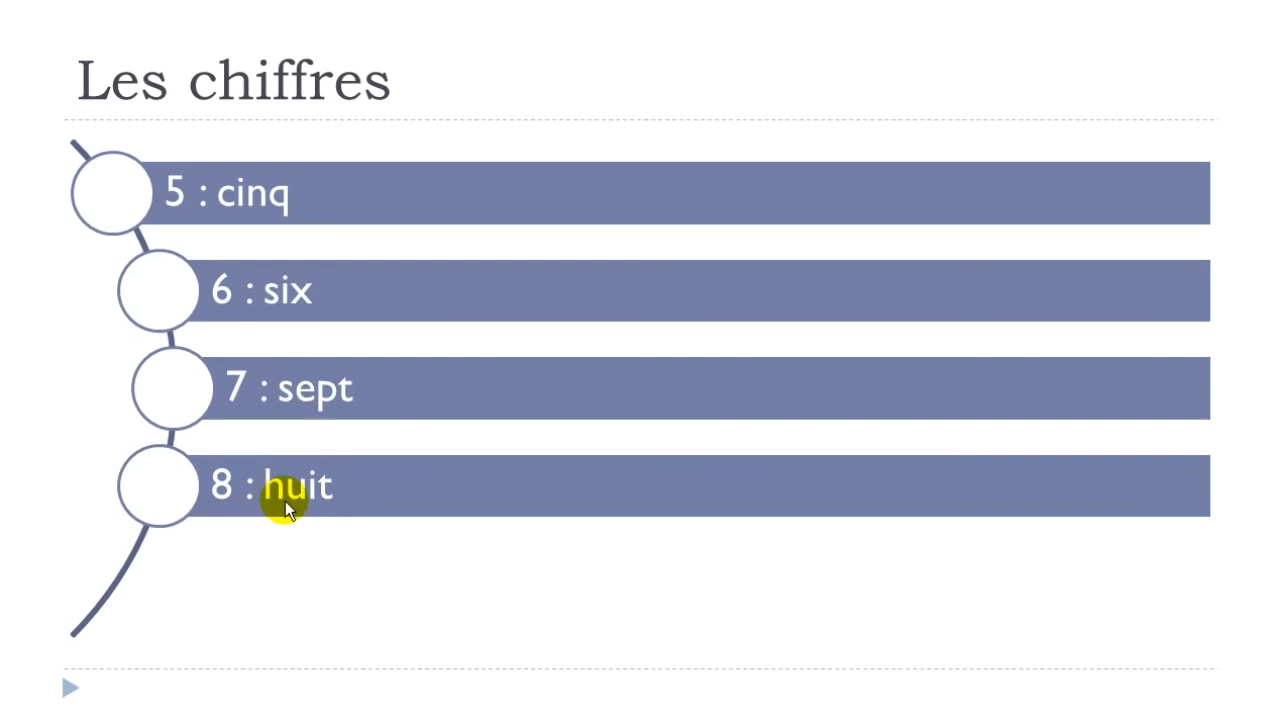 Les chiffres
5 : cinq
6 : six
7 : sept
8 : huit